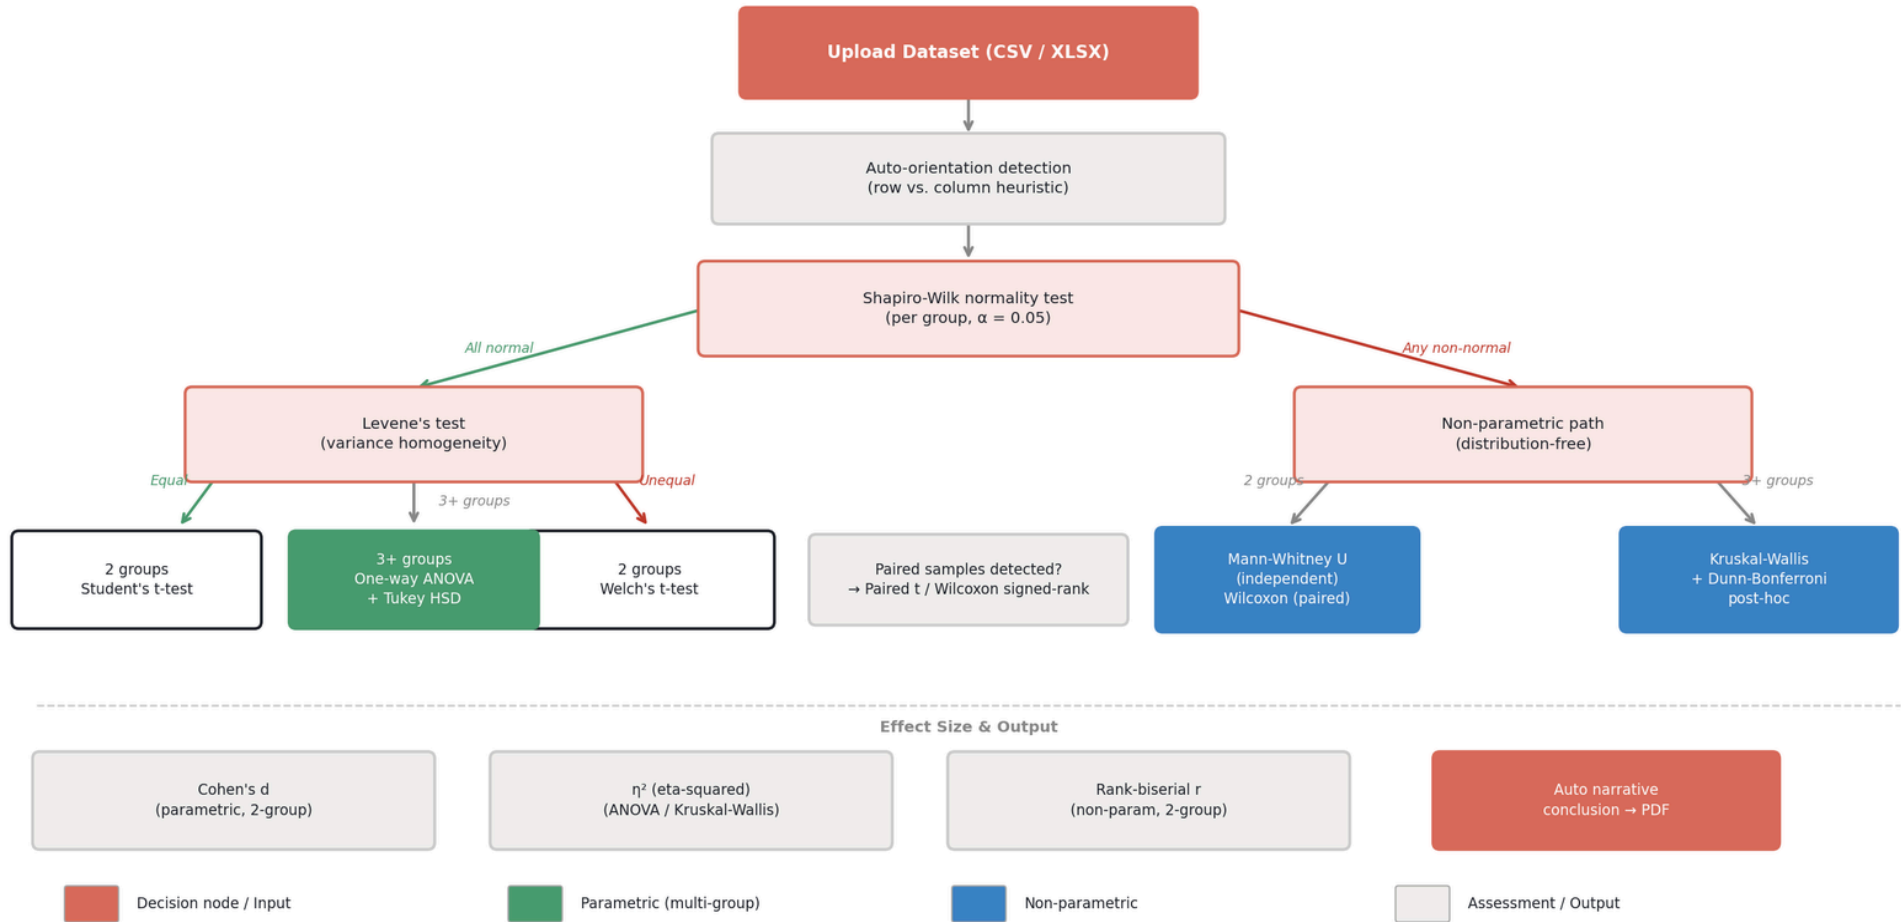 Upload Dataset (CSV / XLSX)
Auto-orientation detection
(row vs. column heuristic)
Shapiro-Wilk normality test
(per group, α = 0.05)
All normal
Any non-normal
Levene's test
(variance homogeneity)
Non-parametric path
(distribution-free)
Equal
3+ groups
Unequal
2 groups
3+ groups
2 groups
Student's t-test
3+ groups
One-way ANOVA
+ Tukey HSD
2 groups
Welch's t-test
Paired samples detected?
→ Paired t / Wilcoxon signed-rank
Mann-Whitney U
(independent)
Wilcoxon (paired)
Kruskal-Wallis
+ Dunn-Bonferroni
post-hoc
Effect Size & Output
Cohen's d
(parametric, 2-group)
η² (eta-squared)
(ANOVA / Kruskal-Wallis)
Rank-biserial r
(non-param, 2-group)
Auto narrative
conclusion → PDF
Decision node / Input
Parametric (multi-group)
Non-parametric
Assessment / Output